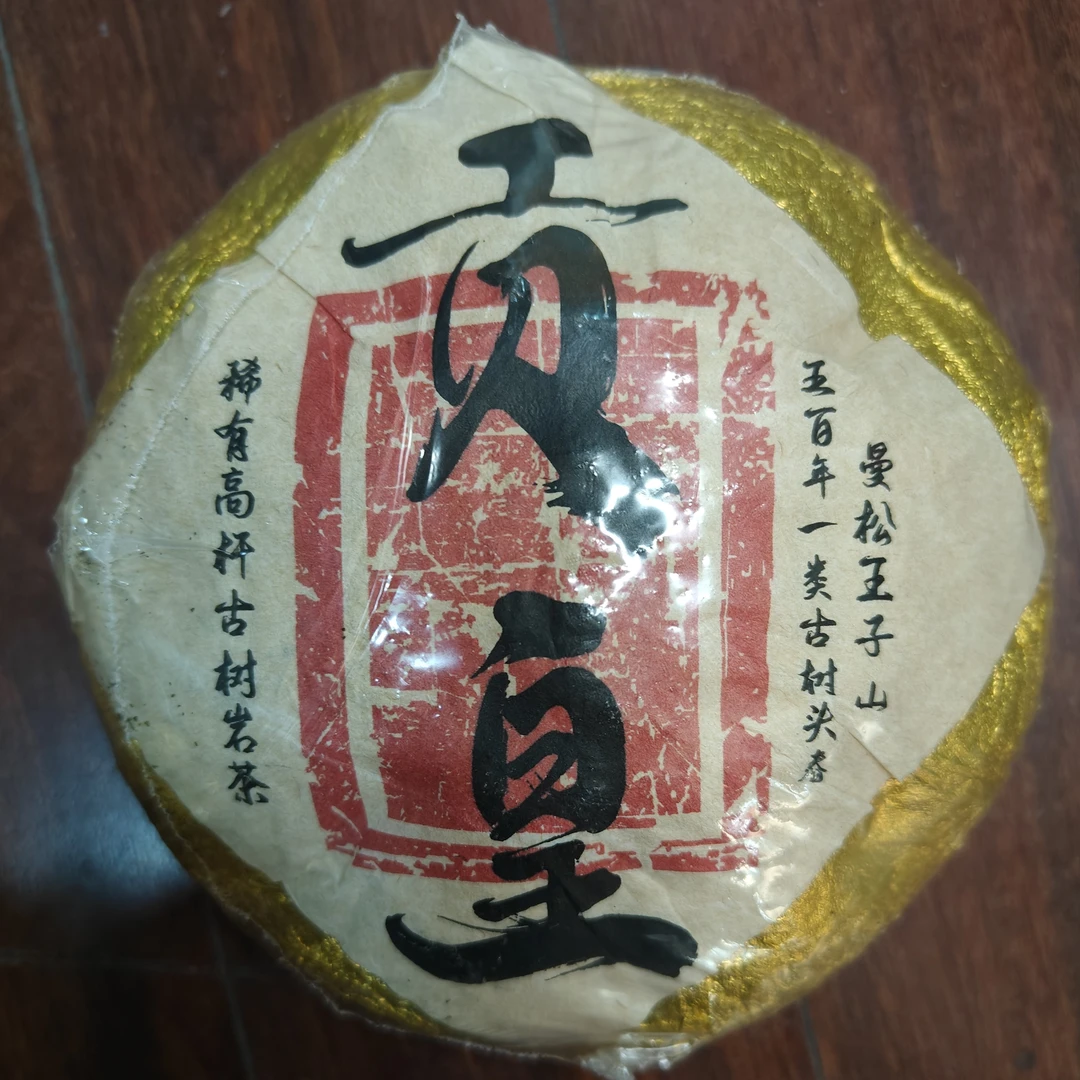 曼松王子山
五百年一类古树头春
贡皇
稀有高杆古树岩茶